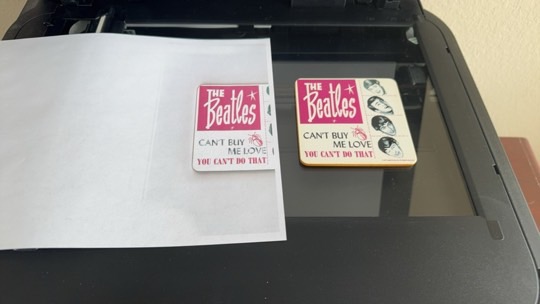 THE
Beatles
CAN'T BUY
ME LOVE
YOU CAN'T DO THAT
THE
Beatles
CAN'T BUY
ME LOVE
YOU CAN'T DO THAT